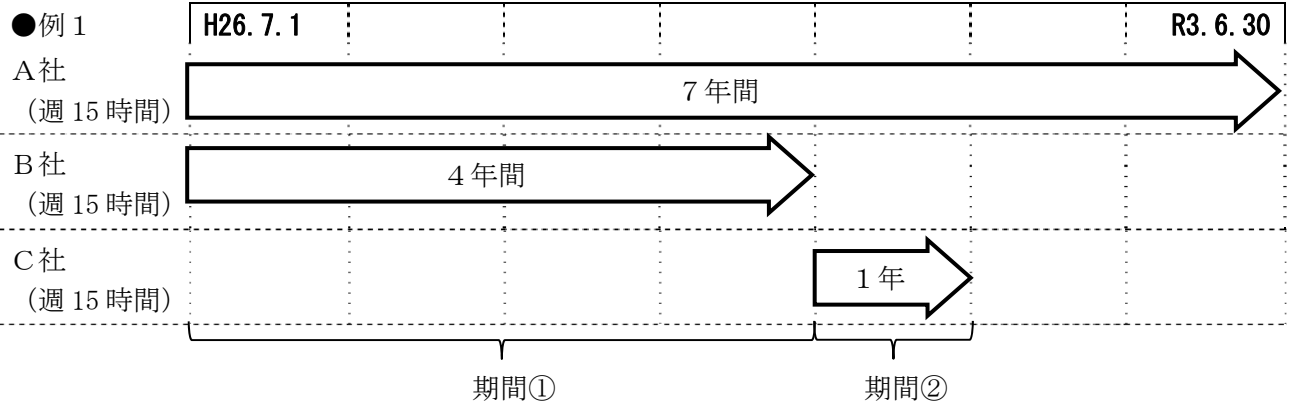 ●例１
H26.7.1
R3.6.30
Ａ社
（週 15 時間）
７年間
Ｂ社
（週 15 時間）
４年間
Ｃ社
（週 15 時間）
１年
期間①
期間②